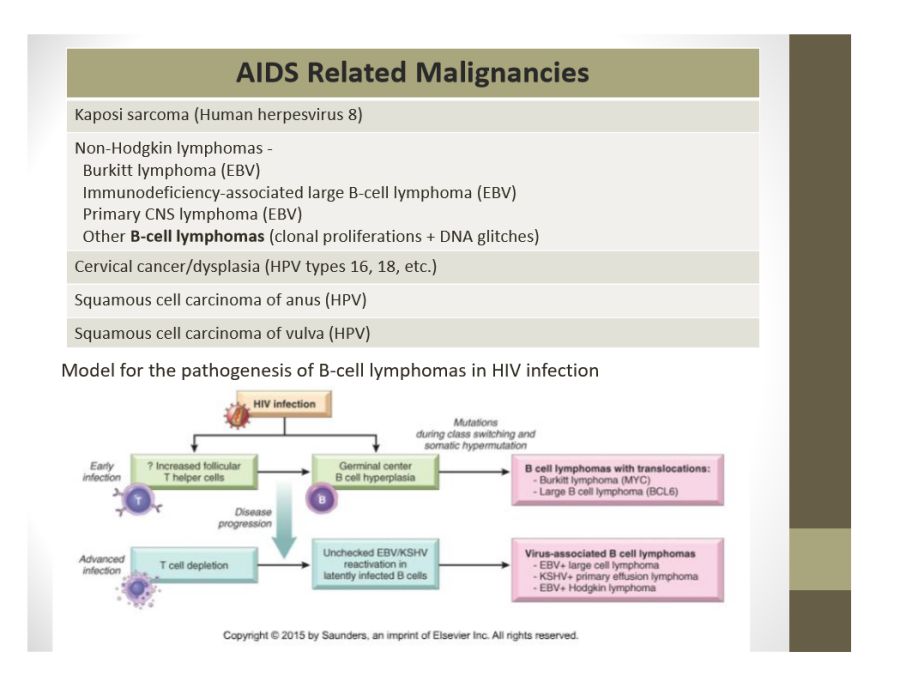 AIDS Related Malignancies
Kaposi sarcoma (Human herpesvirus 8)
Non-Hodgkin lymphomas -
Burkitt lymphoma (EBV)
Immunodeficiency-associated large B-cell lymphoma (EBV)
Primary CNS lymphoma (EBV)
Other B-cell lymphomas (clonal proliferations + DNA glitches)
Cervical cancer/dysplasia (HPV types 16, 18, etc.)
Squamous cell carcinoma of anus (HPV)
Squamous cell carcinoma of vulva (HPV)
Model for the pathogenesis of B-cell lymphomas in HIV infection
HIV infection
Mutations
during class switching and
somatic hypermutation
Early
infection
? Increased follicular
T helper cells
T
Germinal center
B cell hyperplasia
B
B cell lymphomas with translocations:
- Burkitt lymphoma (MYC)
- Large B cell lymphoma (BCL6)
Disease
progression
Advanced
infection
T cell depletion
Unchecked EBV/KSHV
reactivation in
latently infected B cells
Virus-associated B cell lymphomas
- EBV+ large cell lymphoma
- KSHV+ primary effusion lymphoma
- EBV+ Hodgkin lymphoma
Copyright © 2015 by Saunders, an imprint of Elsevier Inc. All rights reserved.